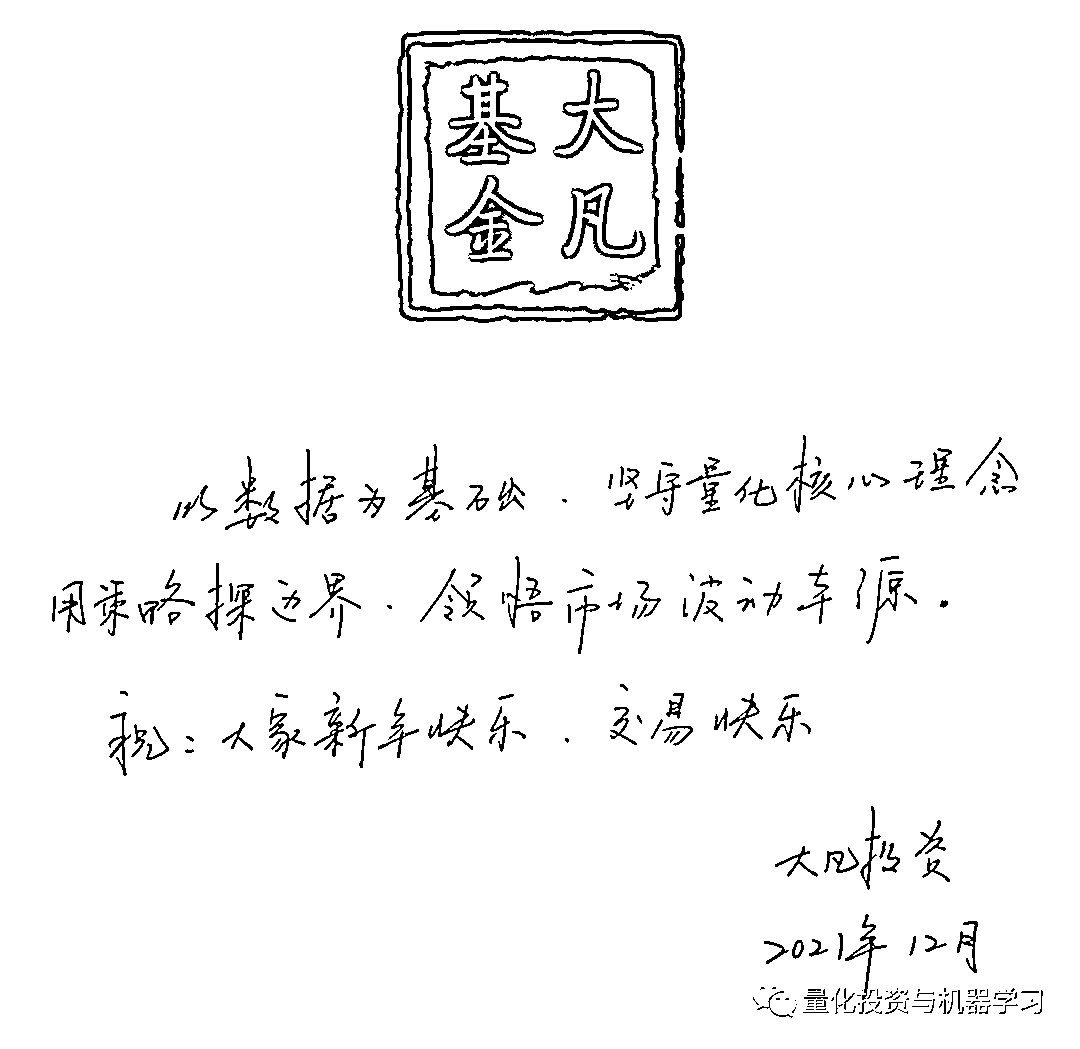 大凡
基金
以数据为基础．坚守量化核心理念
用策略探边界．领悟市场波动本源．
祝：大家新年快乐．交易快乐
大凡投资
2021年12月
量化投资与机器学习